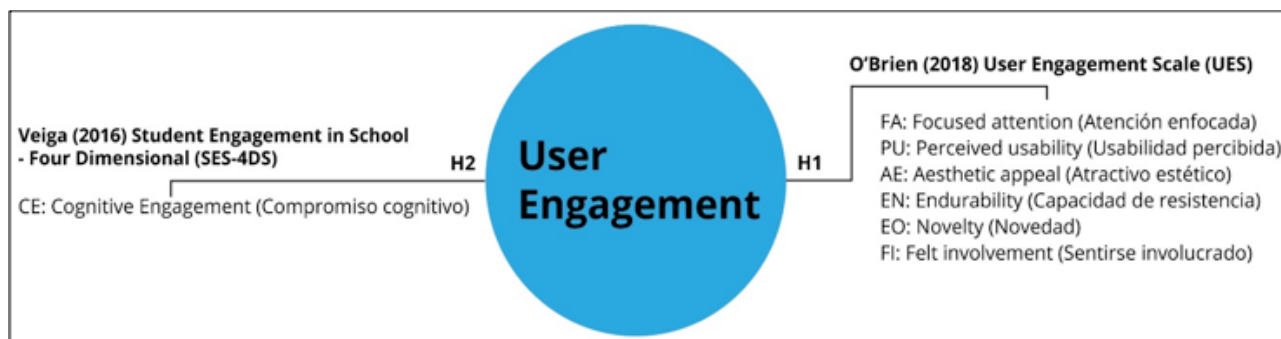 Veiga (2016) Student Engagement in School
- Four Dimensional (SES-4DS)
CE: Cognitive Engagement (Compromiso cognitivo)
H2
User
Engagement
H1
O’Brien (2018) User Engagement Scale (UES)
FA: Focused attention (Atención enfocada)
PU: Perceived usability (Usabilidad percibida)
AE: Aesthetic appeal (Atractivo estético)
EN: Endurability (Capacidad de resistencia)
EO: Novelty (Novedad)
FI: Felt involvement (Sentirse involucrado)